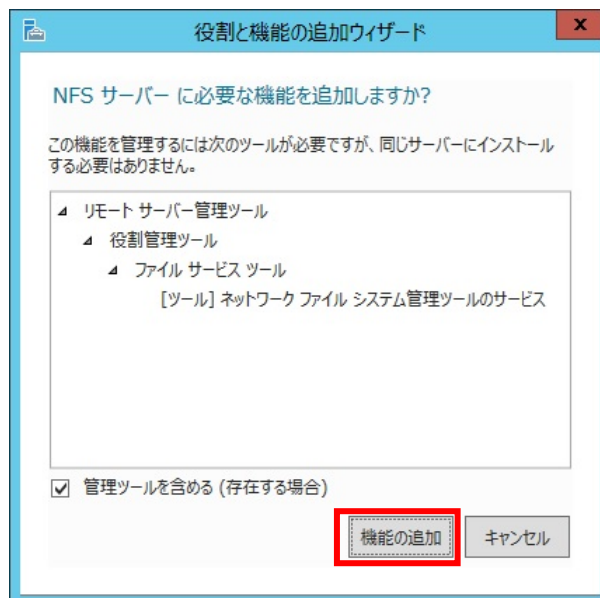 役割と機能の追加ウィザード
x
NFS サーバー に必要な機能を追加しますか?
この機能を管理するには次のツールが必要ですが、同じサーバーにインストール
する必要はありません。
リモート サーバー管理ツール
役割管理ツール
ファイル サービス ツール
[ツール] ネットワーク ファイル システム管理ツールのサービス
管理ツールを含める (存在する場合)
機能の追加 キャンセル